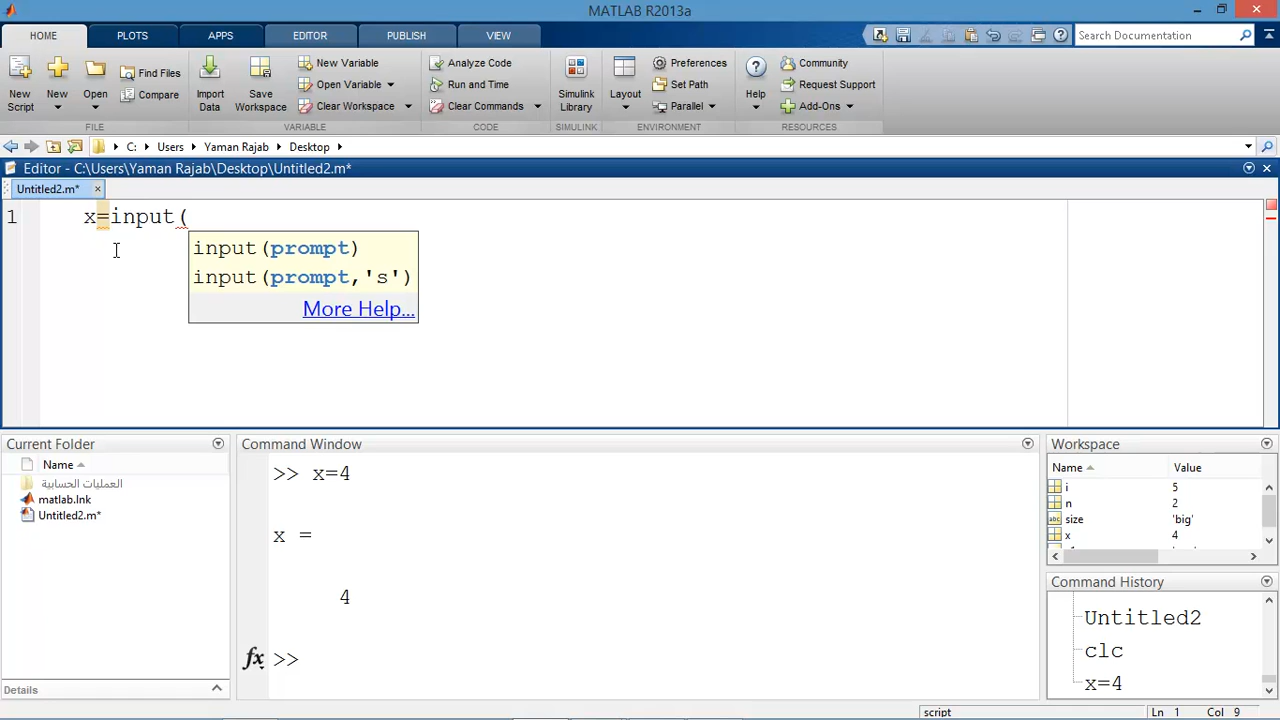 MATLAB R2013a
HOME PLOTS APPS EDITOR PUBLISH VIEW
Search Documentation
New Script
New
Open
Find Files
Compare
FILE
Import Data
Save Workspace
New Variable
Open Variable
Clear Workspace
VARIABLE
Analyze Code
Run and Time
Clear Commands
CODE
Simulink Library
SIMULINK
Layout
Preferences
Set Path
Parallel
ENVIRONMENT
Help
Community
Request Support
Add-Ons
RESOURCES
C: Users Yaman Rajab Desktop
Editor - C:\Users\Yaman Rajab\Desktop\Untitled2.m*
Untitled2.m*
1 x=input(
input(prompt)
input(prompt,'s')
More Help...
Current Folder
Name
العمليات الحسابية
matlab.lnk
Untitled2.m*
Details
Command Window
>> x=4
x =
4
fx >>
Workspace
Name Value
i 5
n 2
abc size 'big'
x 4
Command History
Untitled2
clc
x=4
script Ln 1 Col 9